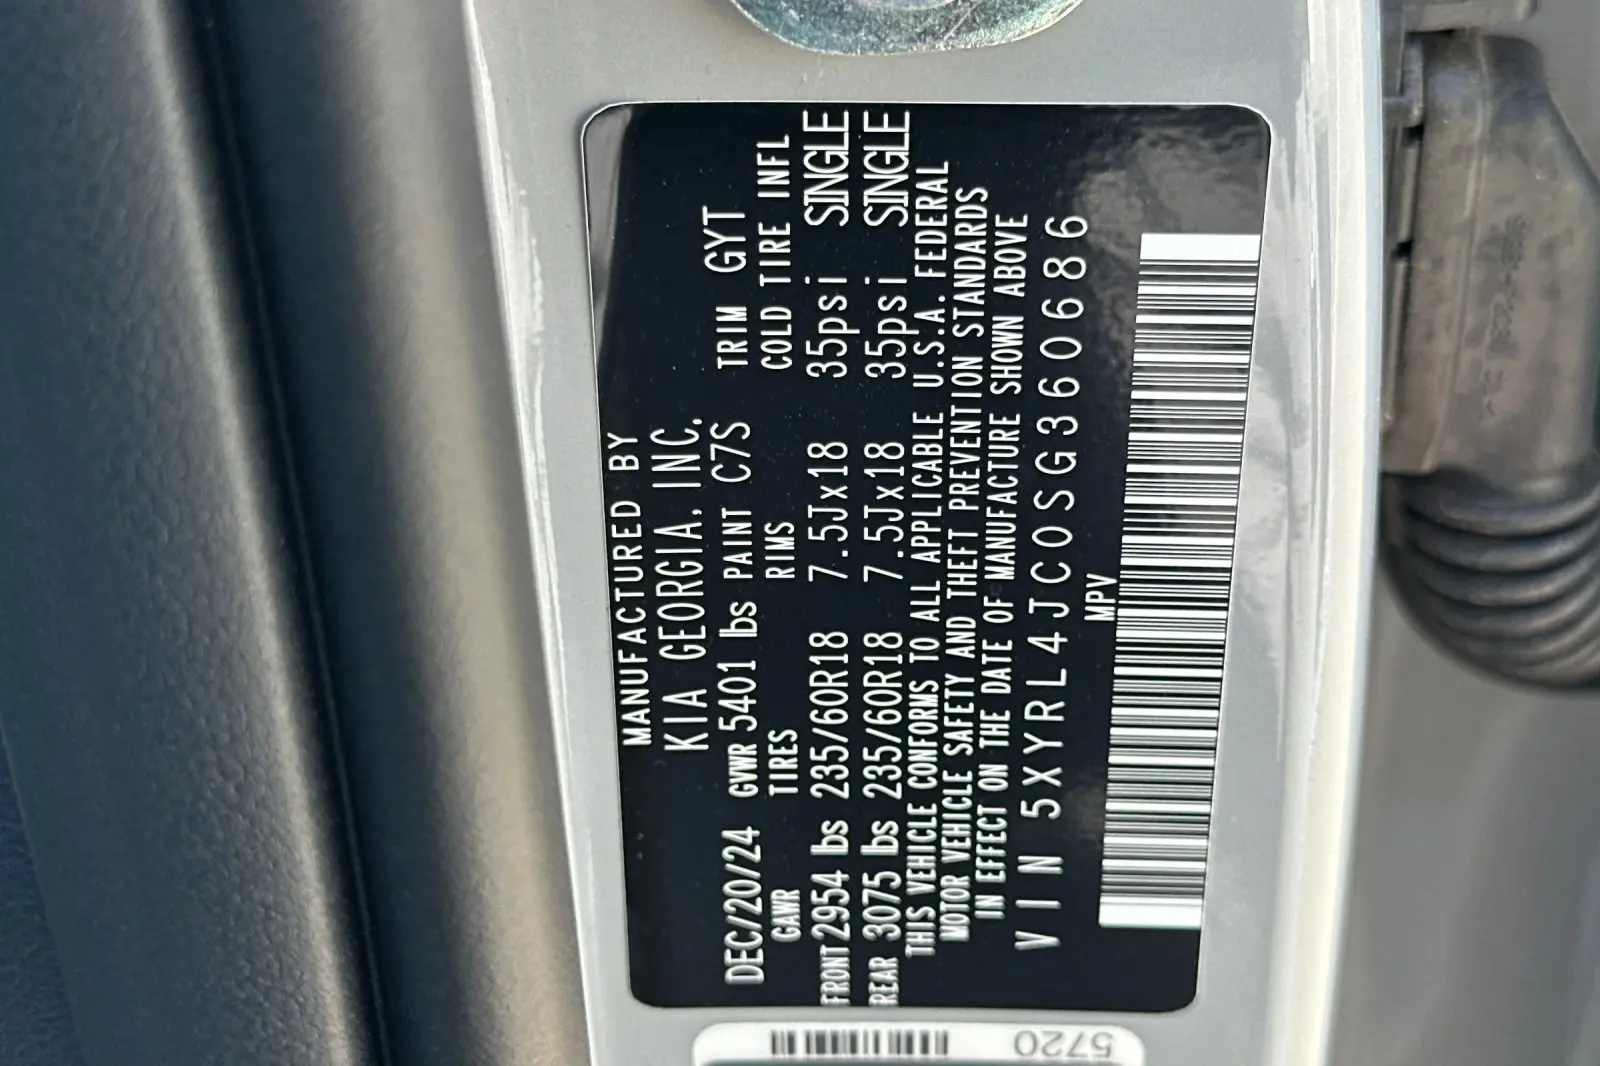 MANUFACTURED BY
KIA GEORGIA, INC.
DEC/20/24 GVWR 5401 lbs PAINT C7S TRIM GYT
GAWR TIRES RIMS COLD TIRE INFL
FRONT 2954 lbs 235/60R18 7.5Jx18 35psi SINGLE
REAR 3075 lbs 235/60R18 7.5Jx18 35psi SINGLE
THIS VEHICLE CONFORMS TO ALL APPLICABLE U.S.A. FEDERAL
MOTOR VEHICLE SAFETY AND THEFT PREVENTION STANDARDS
IN EFFECT ON THE DATE OF MANUFACTURE SHOWN ABOVE
VIN 5XYRL4JC0SG360686
MPV
5720